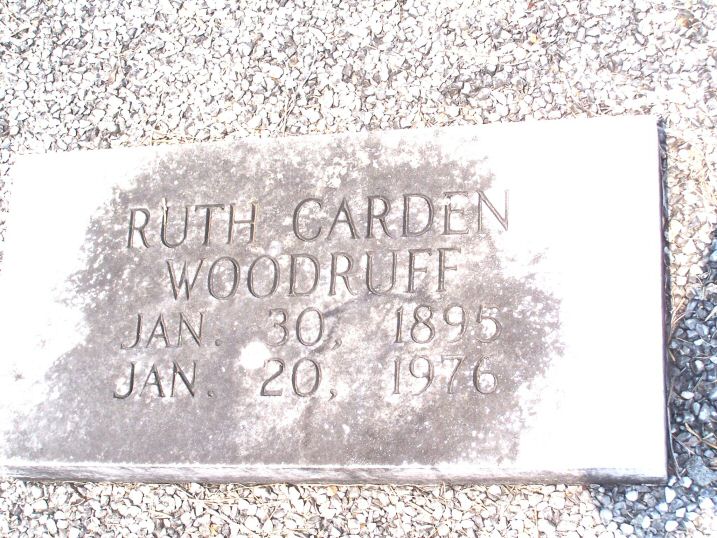 RUTH CARDEN
WOODRUFF
JAN. 30, 1895
JAN. 20, 1976